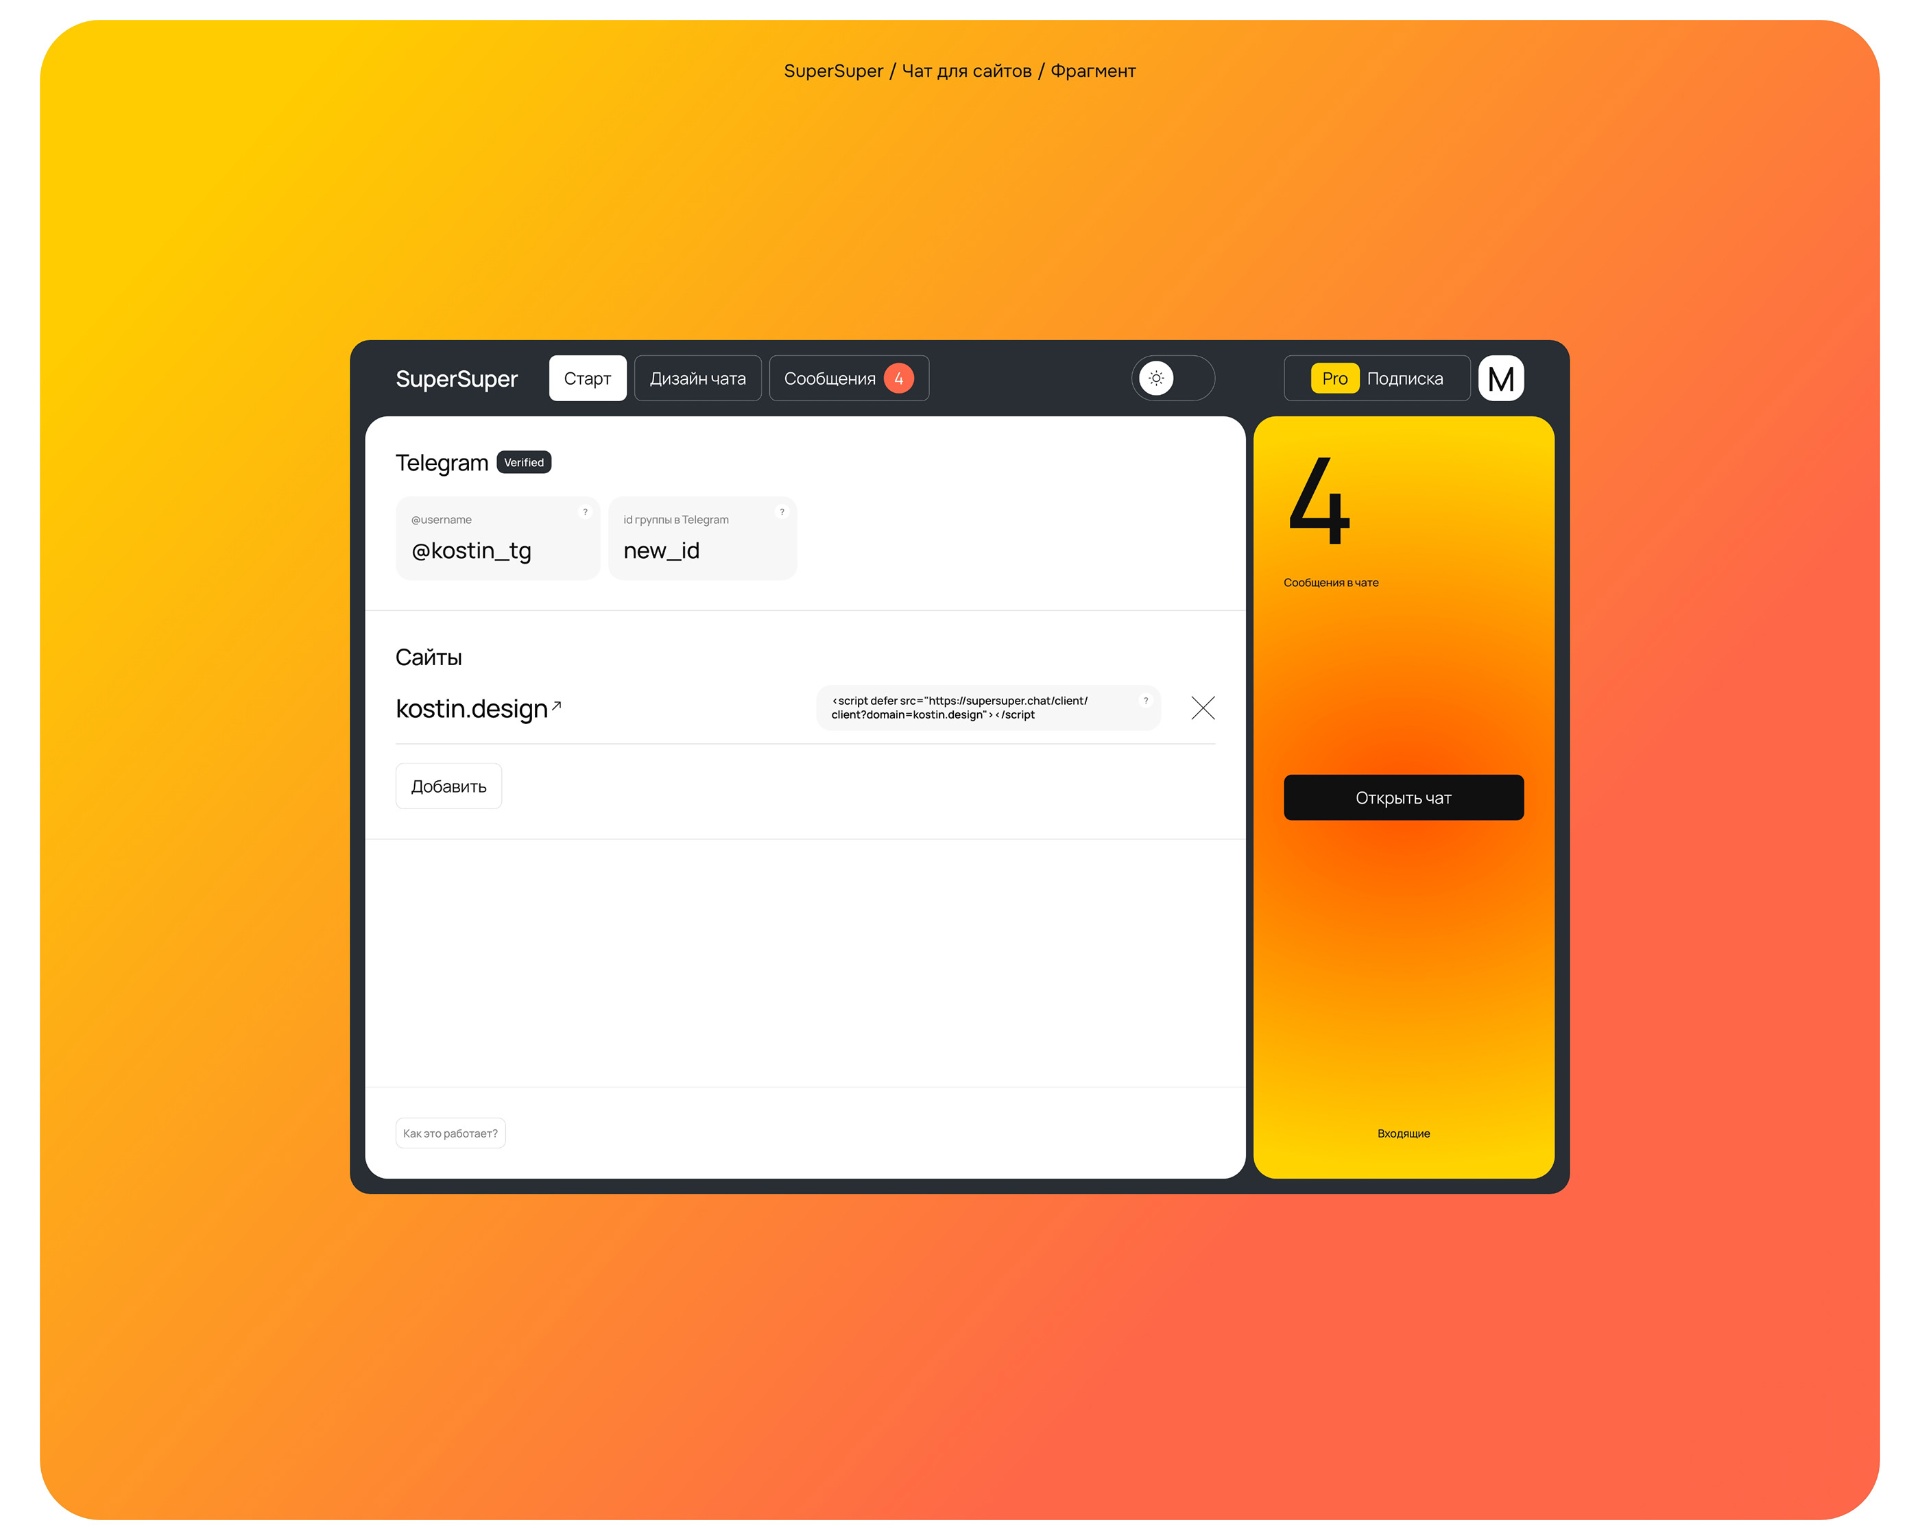 SuperSuper / Чат для сайтов / Фрагмент
SuperSuper
Старт
Дизайн чата
Сообщения 4
Pro Подписка
M
Telegram Verified
@username ?
@kostin_tg
id группы в Telegram ?
new_id
Сайты
kostin.design↗
<script defer src="https://supersuper.chat/client/
client?domain=kostin.design"></script
?
Добавить
Как это работает?
4
Сообщения в чате
Открыть чат
Входящие